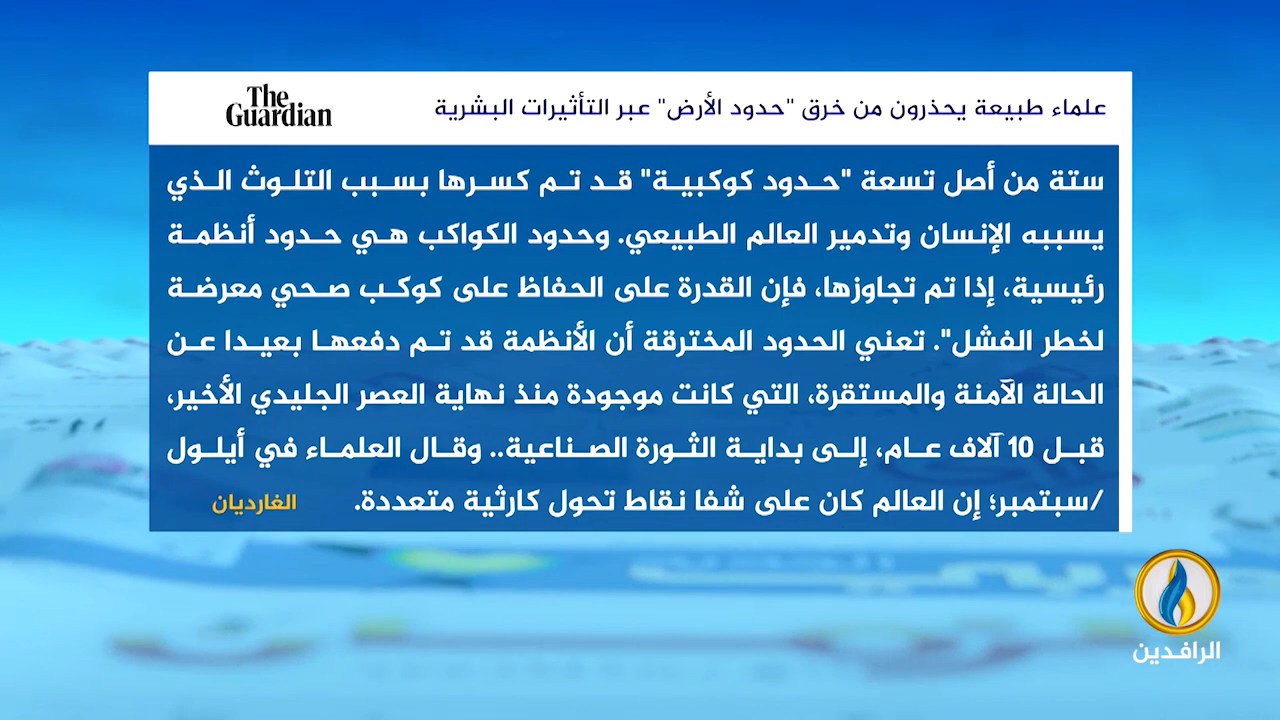 The
Guardian
علماء طبيعة يحذرون من خرق "حدود الأرض" عبر التأثيرات البشرية
ستة من أصل تسعة "حدود كوكبية" قد تم كسرها بسبب التلوث الذي
يسببه الإنسان وتدمير العالم الطبيعي. وحدود الكواكب هي حدود أنظمة
رئيسية، إذا تم تجاوزها، فإن القدرة على الحفاظ على كوكب صحي معرضة
لخطر الفشل". تعني الحدود المخترقة أن الأنظمة قد تم دفعها بعيدا عن
الحالة الآمنة والمستقرة، التي كانت موجودة منذ نهاية العصر الجليدي الأخير،
قبل 10 آلاف عام، إلى بداية الثورة الصناعية.. وقال العلماء في أيلول
/سبتمبر؛ إن العالم كان على شفا نقاط تحول كارثية متعددة.
الغارديان
الرافدين